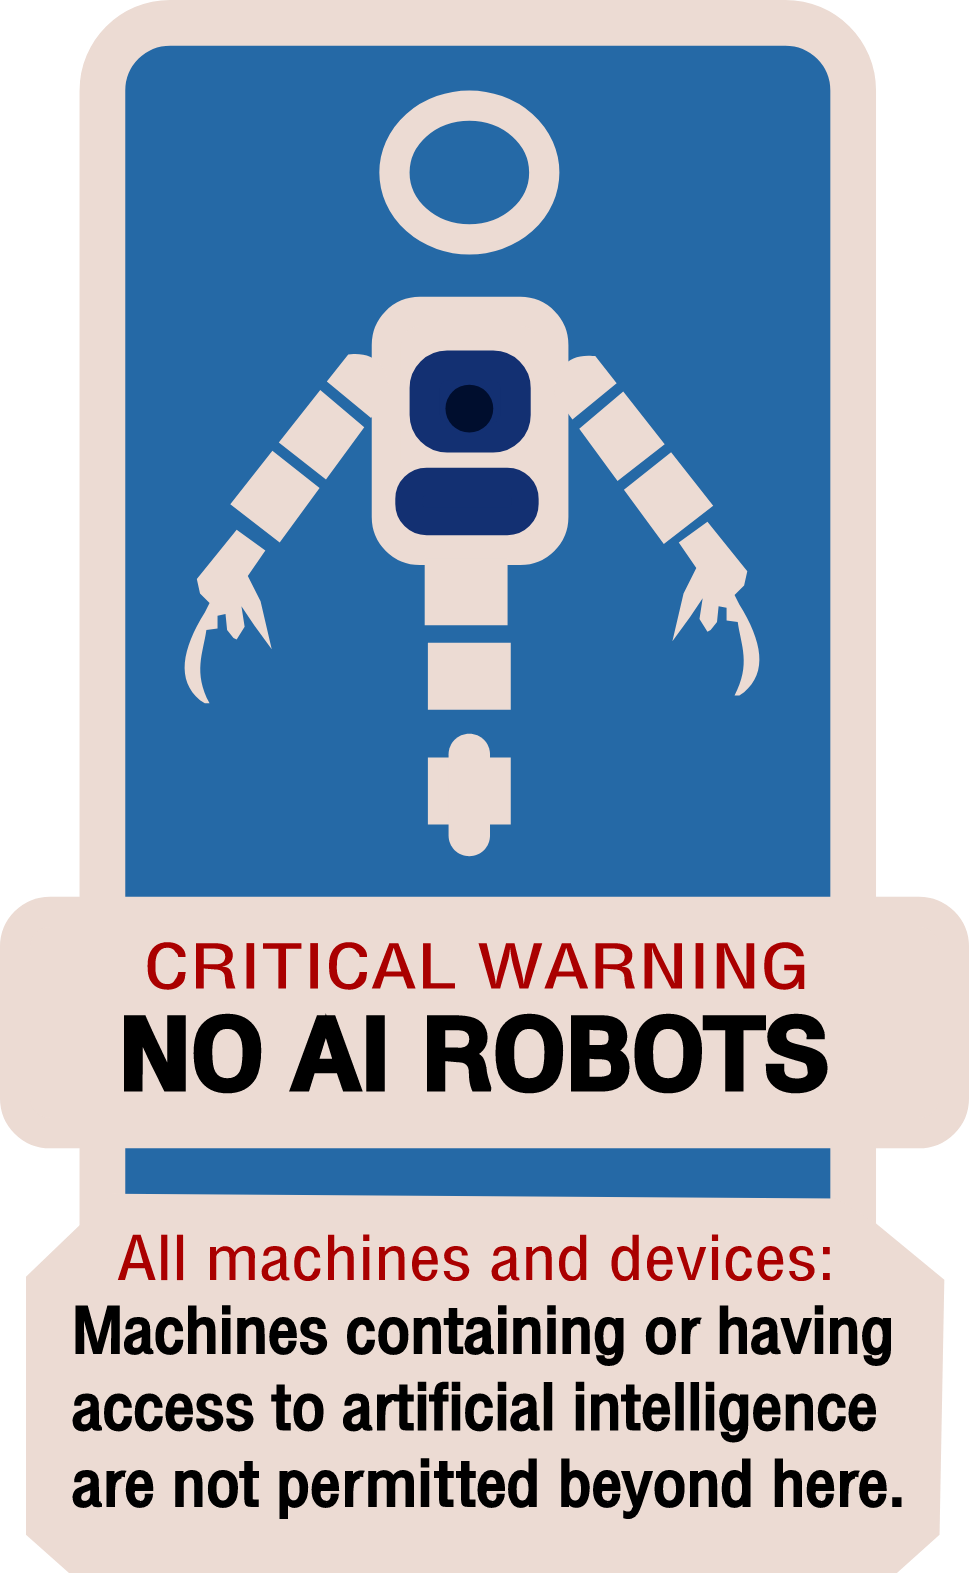 CRITICAL WARNING
NO AI ROBOTS
All machines and devices:
Machines containing or having
access to artificial intelligence
are not permitted beyond here.